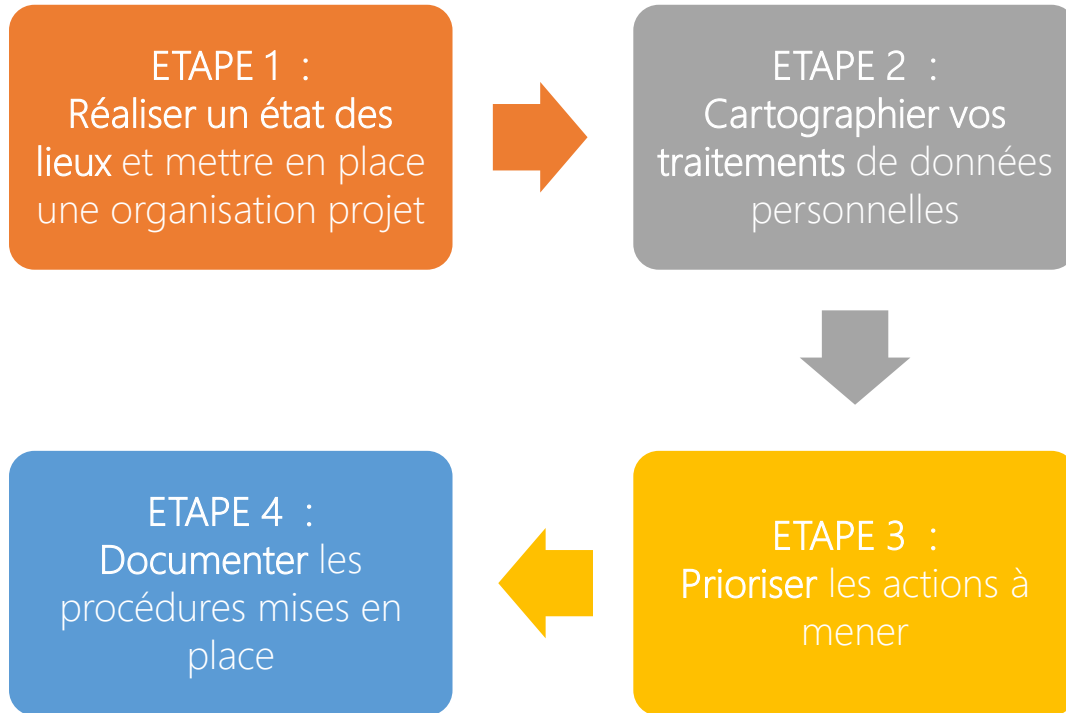 ETAPE 1 :
Réaliser un état des
lieux et mettre en place
une organisation projet
ETAPE 2 :
Cartographier vos
traitements de données
personnelles
ETAPE 3 :
Prioriser les actions à
mener
ETAPE 4 :
Documenter les
procédures mises en
place